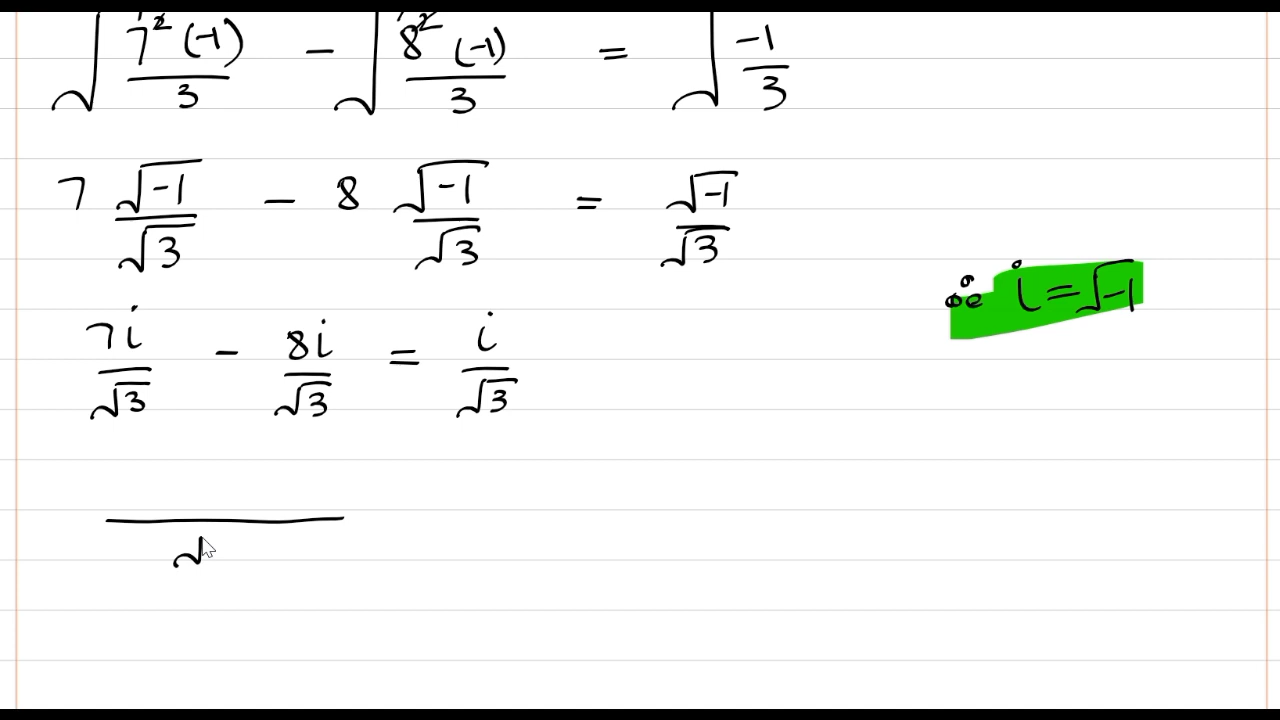 √(7²(-1)/3) - √(8²(-1)/3) = √(-1/3)
7 √-1/√3 - 8 √-1/√3 = √-1/√3
i = √-1
7i/√3 - 8i/√3 = i/√3
√